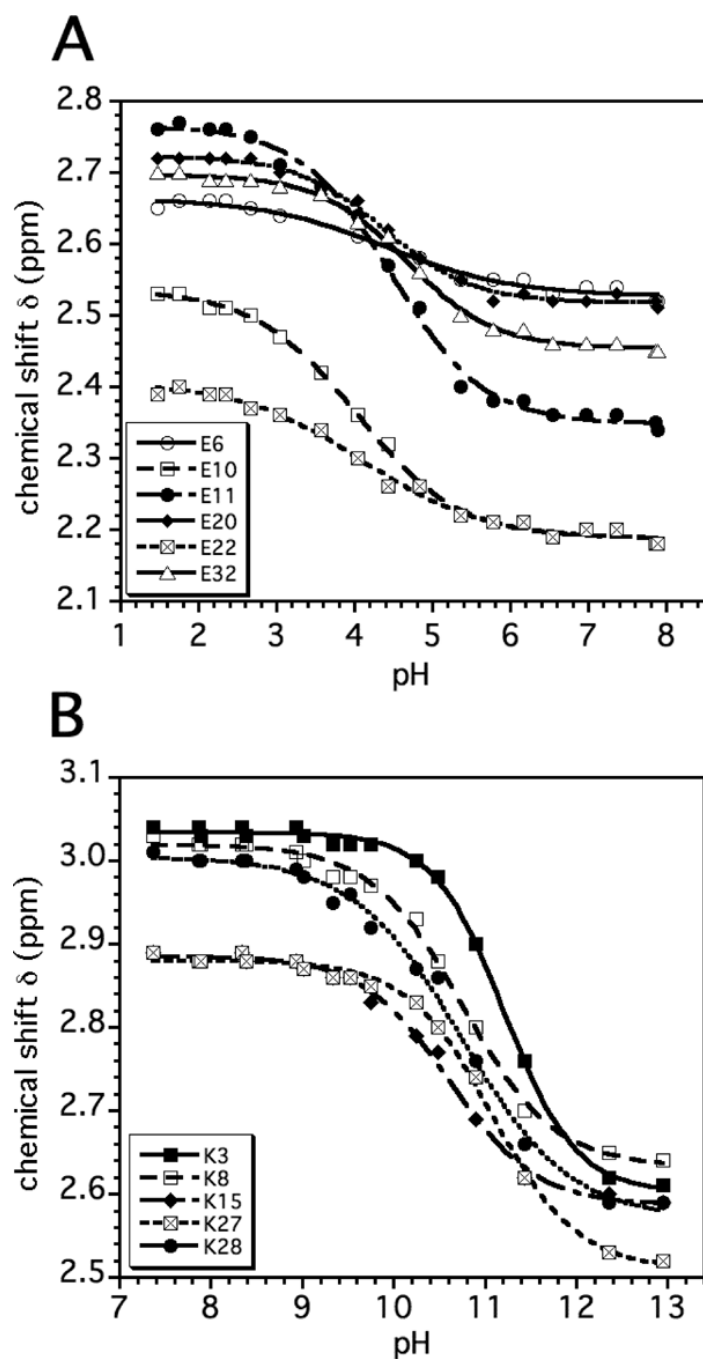 A
chemical shift δ (ppm)
2.8
2.7
2.6
2.5
2.4
2.3
2.2
2.1
E6
E10
E11
E20
E22
E32
1 2 3 4 5 6 7 8
pH
B
chemical shift δ (ppm)
3.1
3.0
2.9
2.8
2.7
2.6
2.5
K3
K8
K15
K27
K28
7 8 9 10 11 12 13
pH